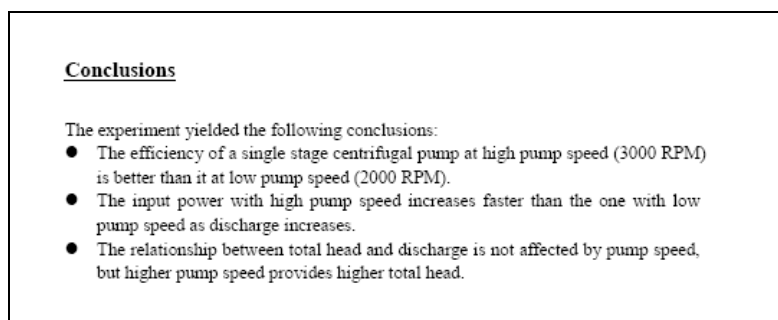 Conclusions
The experiment yielded the following conclusions:
● The efficiency of a single stage centrifugal pump at high pump speed (3000 RPM)
is better than it at low pump speed (2000 RPM).
● The input power with high pump speed increases faster than the one with low
pump speed as discharge increases.
● The relationship between total head and discharge is not affected by pump speed,
but higher pump speed provides higher total head.